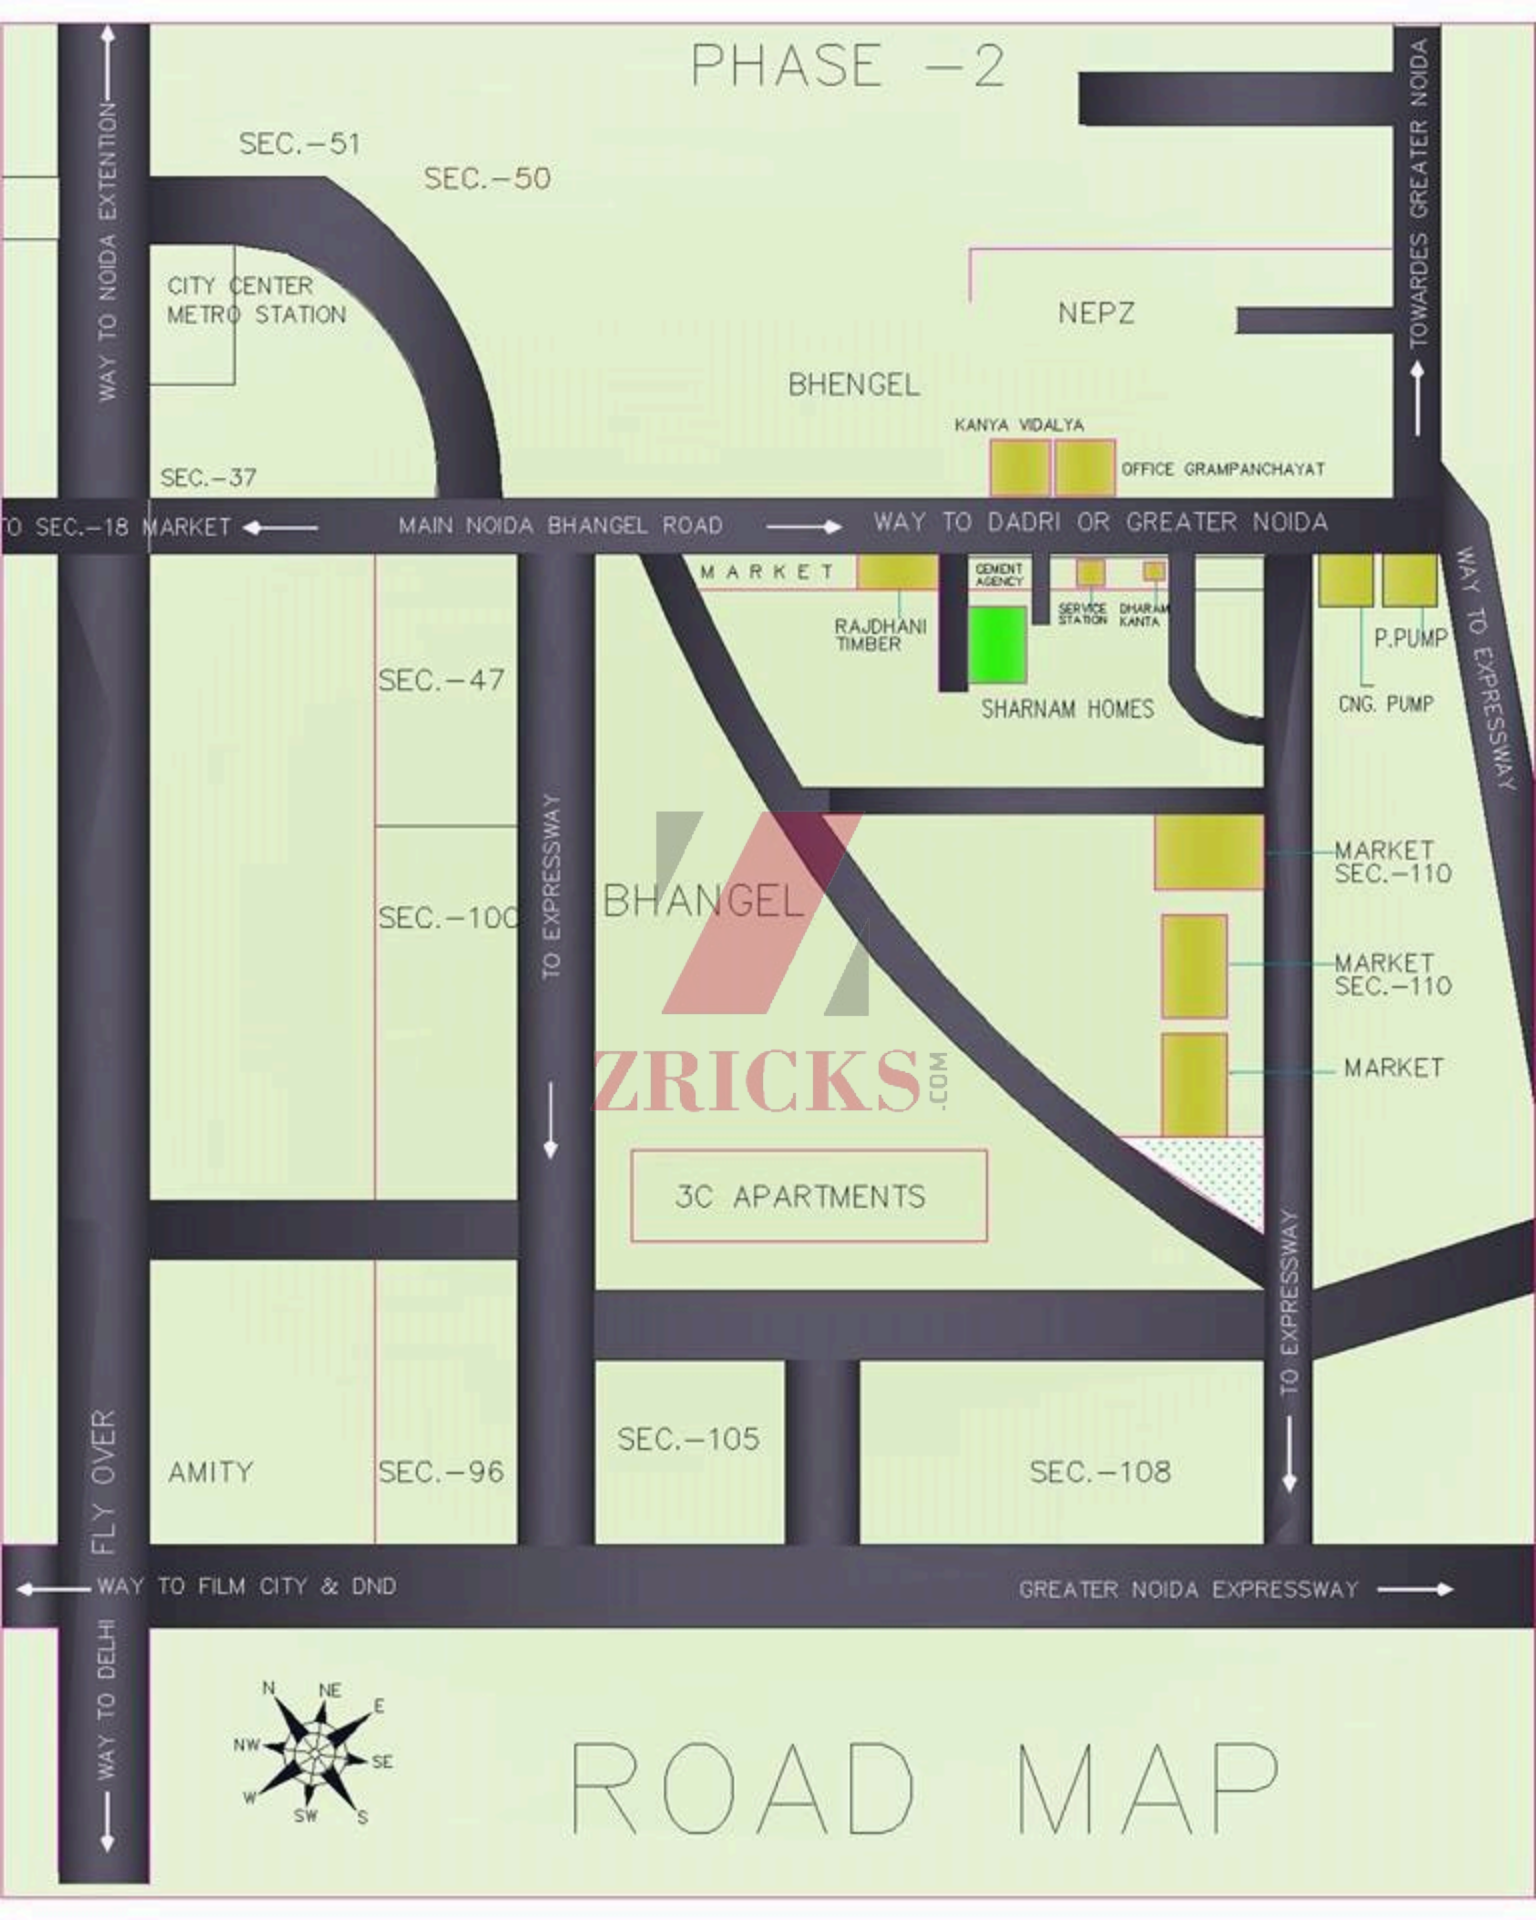 PHASE -2
SEC.-51
SEC.-50
WAY TO NOIDA EXTENTION
TOWARDES GREATER NOIDA
CITY CENTER
METRO STATION
NEPZ
BHENGEL
KANYA VIDALYA
OFFICE GRAMPANCHAYAT
SEC.-37
TO SEC.-18 MARKET
MAIN NOIDA BHANGEL ROAD
WAY TO DADRI OR GREATER NOIDA
WAY TO EXPRESSWAY
MARKET
CEMENT
AGENCY
SERVICE
STATION
DHARAM
KANTA
RAJDHANI
TIMBER
P.PUMP
CNG. PUMP
SHARNAM HOMES
SEC.-47
TO EXPRESSWAY
MARKET
SEC.-110
BHANGEL
SEC.-100
MARKET
SEC.-110
ZRICKS
.COM
MARKET
3C APARTMENTS
TO EXPRESSWAY
SEC.-105
SEC.-108
AMITY
SEC.-96
FLY OVER
WAY TO FILM CITY & DND
GREATER NOIDA EXPRESSWAY
WAY TO DELHI
N
NE
E
NW
SE
W
SW
S
ROAD MAP